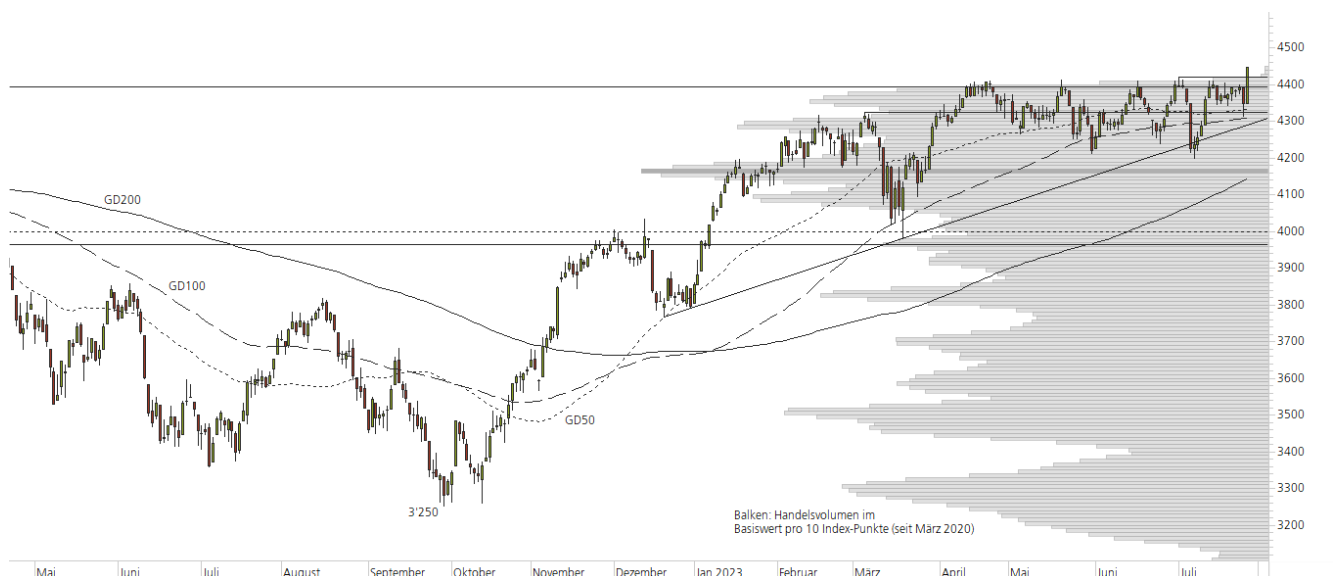 4500
4400
4300
4200
4100
4000
3900
3800
3700
3600
3500
3400
3300
3200
GD200
GD100
GD50
3'250
Balken: Handelsvolumen im
Basiswert pro 10 Index-Punkte (seit März 2020)
Mai Juni Juli August September Oktober November Dezember Jan 2023 Februar März April Mai Juni Juli